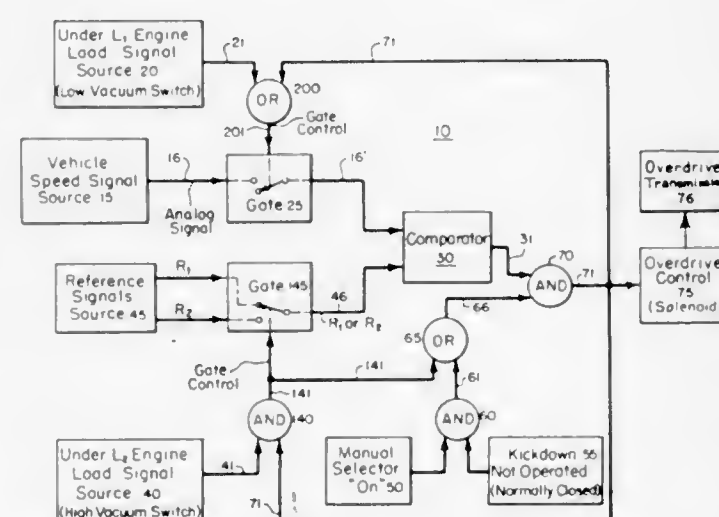 Under L₁ Engine
Load Signal
Source 20
(Low Vacuum Switch)
21
71
OR
200
201
Gate
Control
10
Vehicle
Speed Signal
Source 15
16
Analog
Signal
Gate 25
16'
Comparator
30
31
70
AND
71
Overdrive
Transmissi
76
Overdrive
Control
75
(Solenoid
Reference
Signals
Source 45
R₁
R₂
Gate 145
46
R₁ or R₂
66
65
OR
Gate
Control
141
141
61
AND
140
AND
60
Under L₂ Engine
Load Signal
Source 40
(High Vacuum Switch)
41
71
Manual
Selector
"On" 50
Kickdown 55
Not Operated
(Normally Closed)